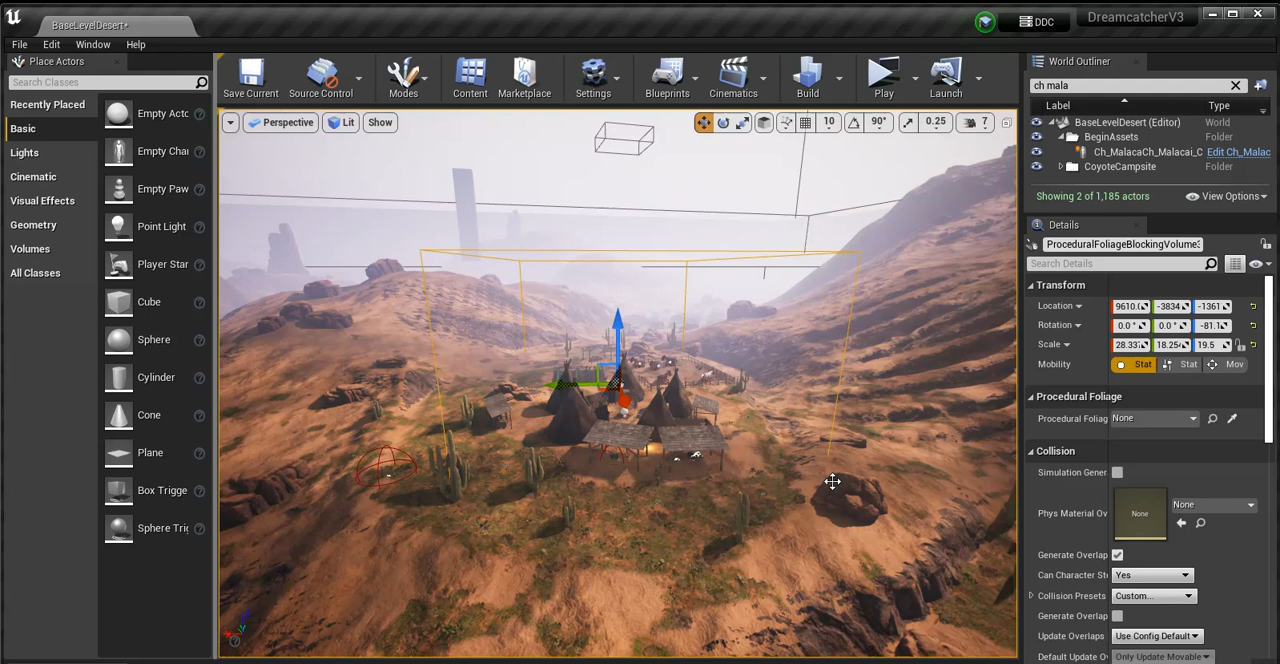 BaseLevelDesert*
DDC
DreamcatcherV3
File Edit Window Help
Place Actors
Search Classes
Recently Placed
Basic
Lights
Cinematic
Visual Effects
Geometry
Volumes
All Classes
Empty Acto
Empty Char
Empty Paw
Point Light
Player Star
Cube
Sphere
Cylinder
Cone
Plane
Box Trigge
Sphere Trig
Save Current
Source Control
Modes
Content
Marketplace
Settings
Blueprints
Cinematics
Build
Play
Launch
Perspective
Lit
Show
10
90°
0.25
7
World Outliner
ch mala
Label Type
BaseLevelDesert (Editor) World
BeginAssets Folder
Ch_MalacaCh_Malacai_C Edit Ch_Malac
CoyoteCampsite Folder
Showing 2 of 1,185 actors
View Options
Details
Search Details
Transform
Location -3834 -1361
Rotation 0.0 ° 0.0 ° -81.1
Scale 19.5
Mobility Stat Stat Mov
Procedural Foliage
Procedural Foliag None
Collision
Simulation Gener
Phys Material Ov None None
Generate Overlap
Can Character St Yes
Collision Presets Custom...
Generate Overlap
Update Overlaps Use Config Default
Default Update O Only Update Movable